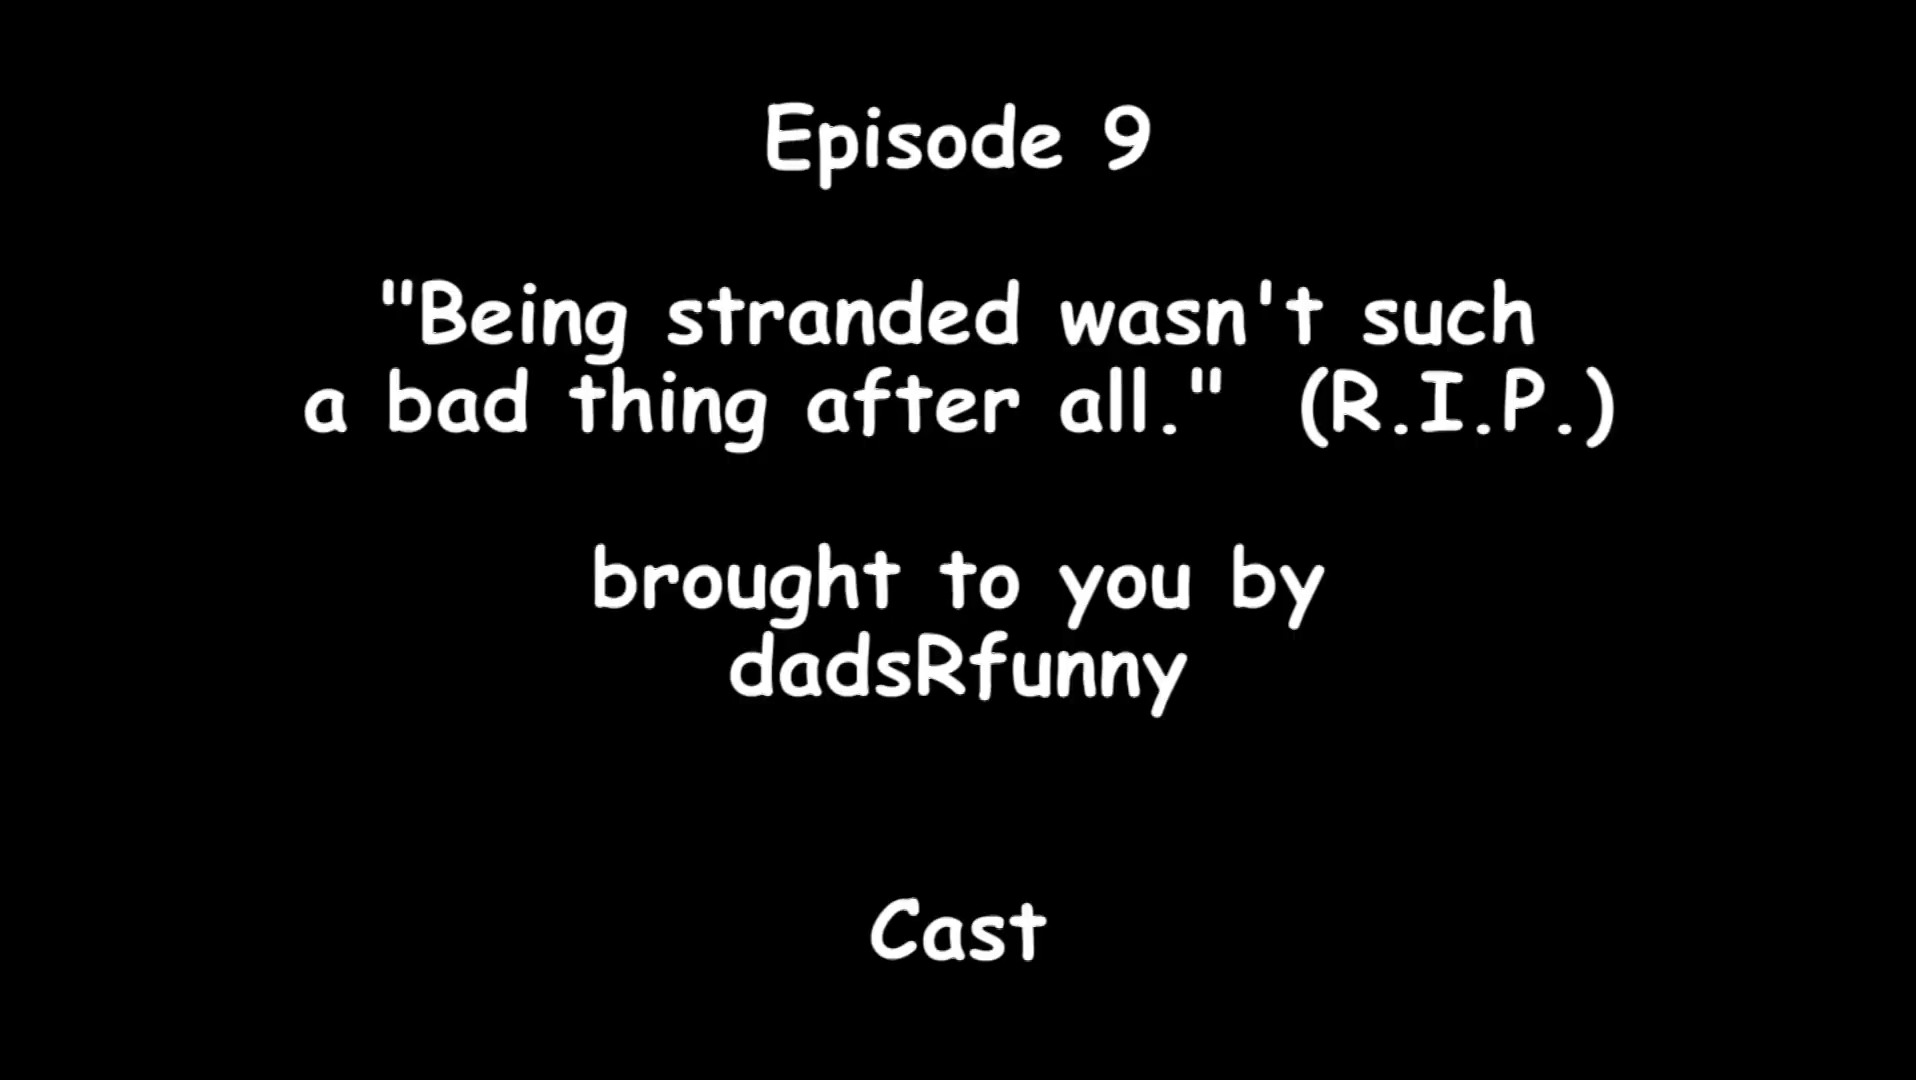 Episode 9
"Being stranded wasn't such
a bad thing after all."  (R.I.P.)
brought to you by
dadsRfunny
Cast